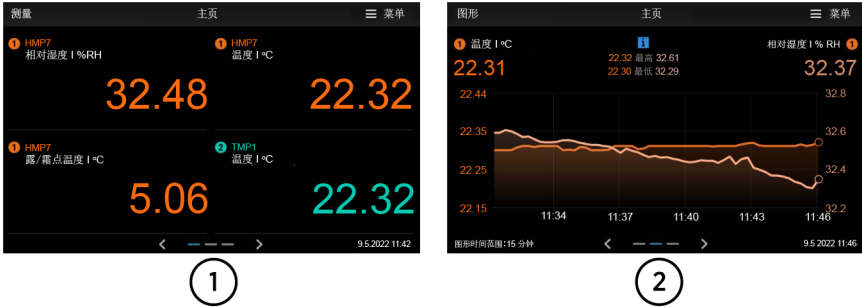 测量 主页 菜单
1 HMP7
相对湿度 I %RH
32.48
1 HMP7
温度 I °C
22.32
1 HMP7
露/霜点温度 I °C
5.06
2 TMP1
温度 I °C
22.32
9.5.2022 11:42
1
图形 主页 菜单
1 温度 I °C
22.31
i
22.32 最高 32.61
22.30 最低 32.29
相对湿度 I % RH 1
32.37
22.44 32.8
22.35 32.6
22.25 32.4
22.15 32.2
11:34 11:37 11:40 11:43 11:46
图形时间范围:15 分钟
9.5.2022 11:46
2